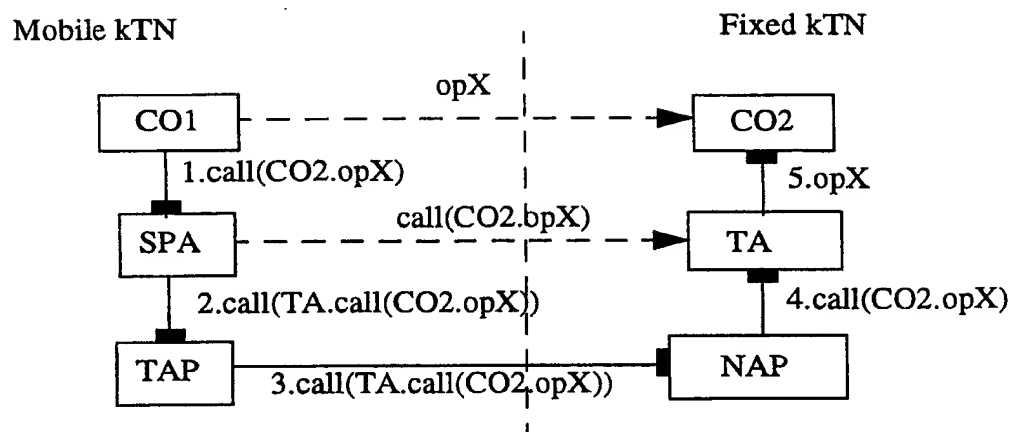 Mobile kTN
Fixed kTN
opX
CO1
CO2
1.call(CO2.opX)
5.opX
call(CO2.opX)
SPA
TA
2.call(TA.call(CO2.opX))
4.call(CO2.opX)
TAP
NAP
3.call(TA.call(CO2.opX))